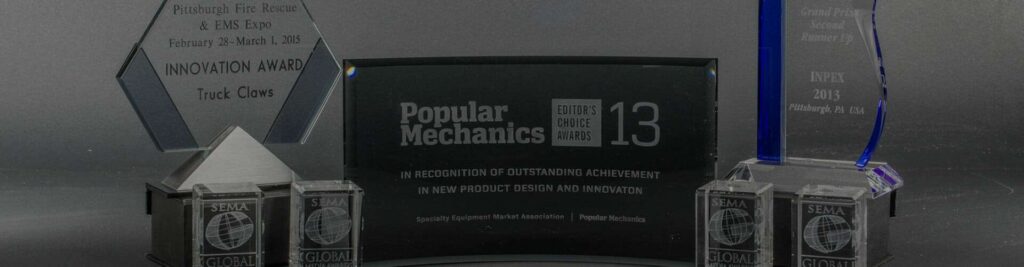 Pittsburgh Fire Rescue
& EMS Expo
February 28-March 1, 2015
INNOVATION AWARD
Truck Claws
Popular
Mechanics
EDITOR'S
CHOICE
AWARDS
13
IN RECOGNITION OF OUTSTANDING ACHIEVEMENT
IN NEW PRODUCT DESIGN AND INNOVATON
Specialty Equipment Market Association | Popular Mechanics
Grand Prix
Second
Runner Up
INPEX
2013
Pittsburgh, PA USA
SEMA
GLOBAL
SEMA
GLOBAL
SEMA
GLOBAL
SEMA
GLOBAL